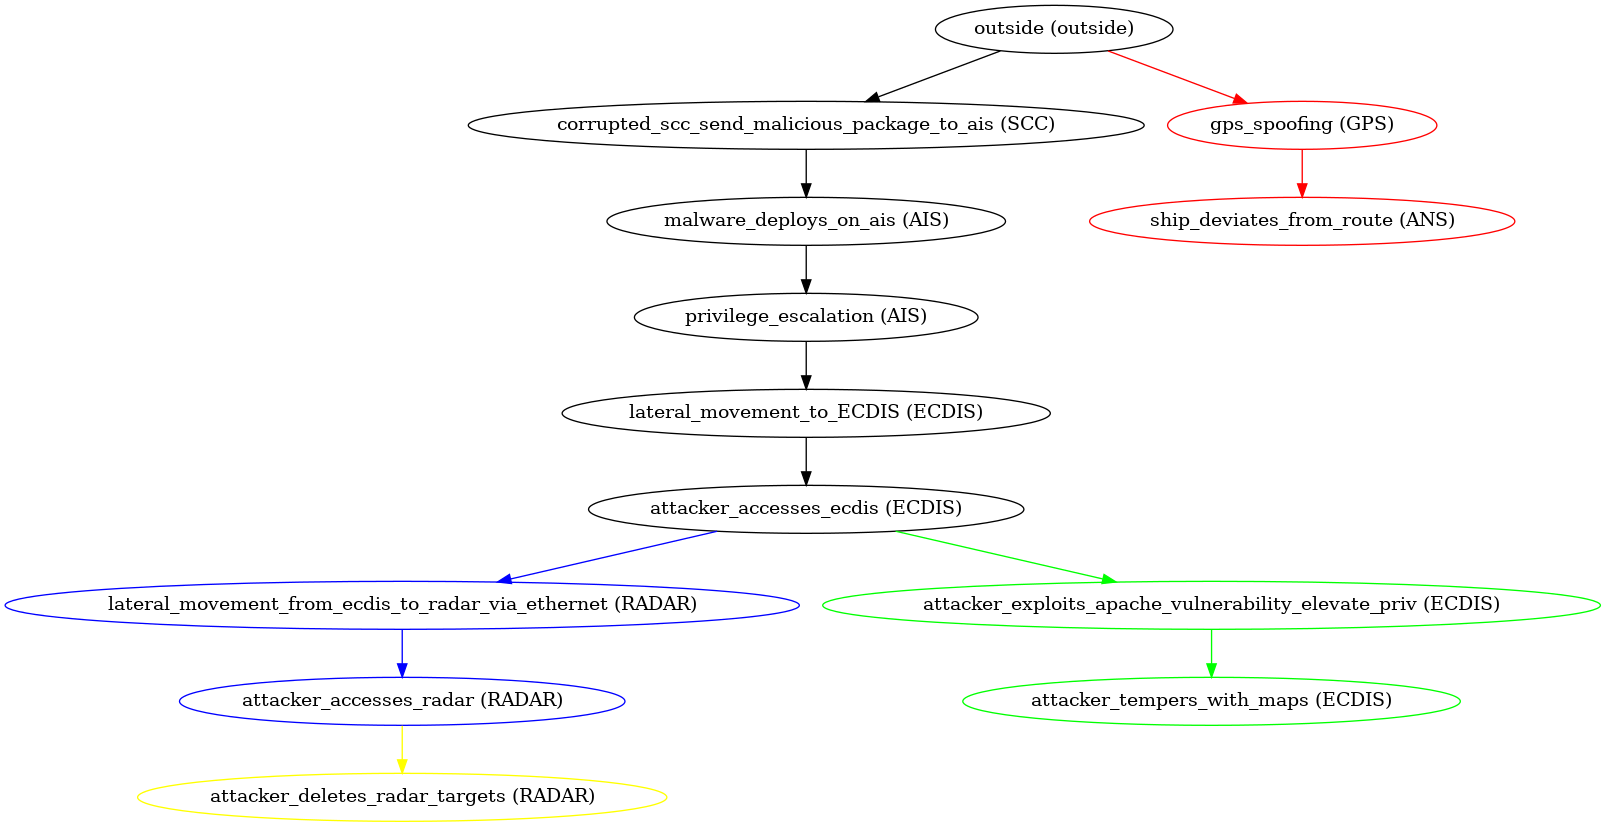 outside (outside)
corrupted_scc_send_malicious_package_to_ais (SCC)
gps_spoofing (GPS)
malware_deploys_on_ais (AIS)
ship_deviates_from_route (ANS)
privilege_escalation (AIS)
lateral_movement_to_ECDIS (ECDIS)
attacker_accesses_ecdis (ECDIS)
lateral_movement_from_ecdis_to_radar_via_ethernet (RADAR)
attacker_exploits_apache_vulnerability_elevate_priv (ECDIS)
attacker_accesses_radar (RADAR)
attacker_tempers_with_maps (ECDIS)
attacker_deletes_radar_targets (RADAR)